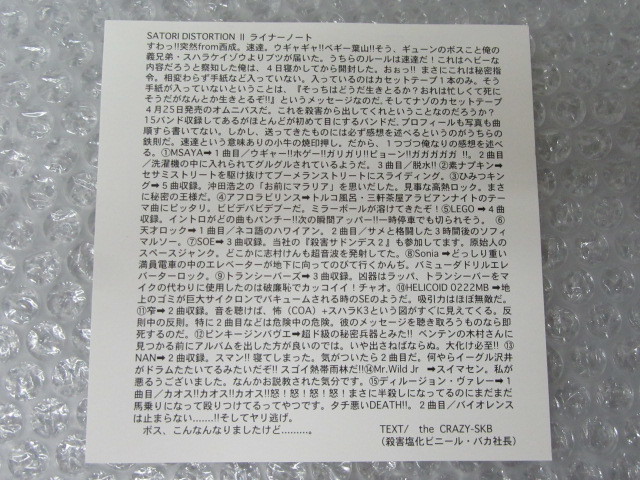 SATORI DISTORTION II ライナーノート
すわっ!!突然from西成。速達。ウギャギャ!!ペギー葉山!!そう、ギューンのボスこと俺の
義兄弟・スハラケイゾウよりブツが届いた。うちらのルールは速達だ!これはヘビーな
内容だろうと察知した俺は、４日寝かしてから開封した。おぉっ!! まさにこれは秘密指
令。相変わらず手紙など入っていない。入っているのはカセットテープ１本のみ。そう
手紙が入っていないということは、『そっちはどうだ生きとるか？おれは忙しくて死に
そうだがなんとか生きとるぞ!!』というメッセージなのだ。そしてナゾのカセットテープ
４月25日発売のオムニバスだ。これを殺害から出してくれということなのだろうか？
15バンド収録してあるがほとんどが初めて目にするバンドだ。プロフィールも写真も曲
順すら書いてない。しかし、送ってきたものには必ず感想を述べるというのがうちらの
鉄則だ。速達という意味ありの小牛の焼印押し。だから、１つづつ俺なりの感想を述べ
る。①MSAYA➡１曲目／ウギャー!!ホゲー!!ガリガリ!!ビョーン!!ガガガガガ !!。２曲目
／洗濯機の中に入れられてグルグルされているようだ。３曲目／脱水!! ②素ナブキン➡
セサミストリートを駆け抜けてブーメランストリートにスライディング。③ひみつキン
グ➡５曲収録。沖田浩之の「お前にマラリア」を思いだした。見事な高熱ロック。まさ
に秘密の王様だ。④アフロラビリンス➡トルコ風呂・三軒茶屋アラビアンナイトのテー
マ曲にピッタリ。ビビデバビデブーだ。ミラーボールが溶けてきたぞ！⑤LEGO ➡４曲
収録。イントロがどの曲もパンチー!!次の瞬間アッパー!!一時停車でも切られそう。⑥
天オロック➡１曲目／ネコ語のハワイアン。２曲目／サメと格闘した３時間後のソフィ
マルソー。⑦SOE➡３曲収録。当社の『殺害サドンデス２』も参加してます。原始人の
スペースジャンク。どこかに志村けんも超音波を発射してた。⑧Sonia➡どっしり重い
満員電車の中のエレベーターが地下に向ってのびて行くかんぢ。バミューダドリルエレ
ベーターロック。⑨トランシーバーズ➡３曲収録。凶器はラッパ、トランシーバーをマ
イクの代わりに使用したのは破廉恥でカッコイイ！チャオ。⑩HELICOID 0222MB➡地
上のゴミが巨大サイクロンでバキュームされる時のSEのようだ。吸引力はほぼ無敵だ。
⑪窄➡２曲収録。音を聴けば、怖（COA）+スハラK3という図がすぐに見えてくる。反
則中の反則。特に２曲目などは危険中の危険。彼のメッセージを聴き取ろうものなら即
死するのだ。⑫ピンキージンバグ➡超ド級の秘密兵器とみた!! ベンテンの木村さんに
見つかる前にアルバムを出した方が良いのでは。いや出さねばならぬ。大化け必至!! ⑬
NAN➡２曲収録。スマン!! 寝てしまった。気がついたら２曲目だ。何やらイーグル沢井
がドラムたたいてるみたいだぞ!! スゴイ熱帯雨林だ!!⑭Mr.Wild Jr ➡スイマセン。私が
悪るうございました。なんかお説教された気分です。⑮ディルージョン・ヴァレー➡１
曲目／カオス!!カオス!!カオス!!怒！怒！怒！怒！まさに半殺しになってるのにまだまだ
馬乗りになって殴りつけてるってやつです。タチ悪いDEATH!!。２曲目／バイオレンス
は止まらない……..!!そしてヤリ逃げ。
ボス、こんなんなりましたけど………。 TEXT/ the CRAZY-SKB
（殺害塩化ビニール・バカ社長）